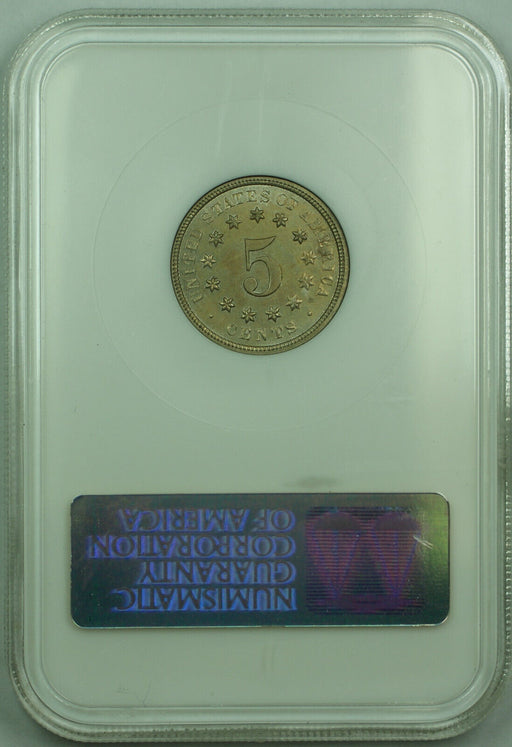 UNITED STATES OF AMERICA
5
· CENTS ·
NUMISMATIC
GUARANTY
CORPORATION
OF AMERICA